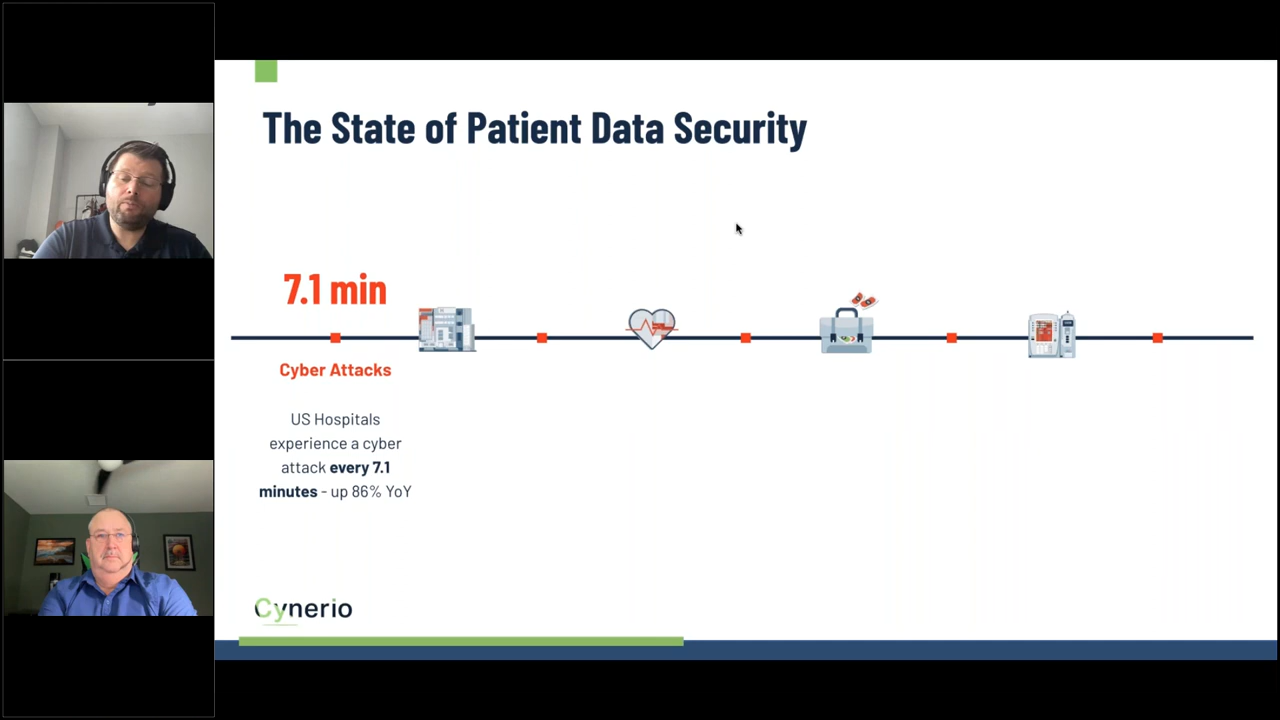 The State of Patient Data Security
7.1 min
Cyber Attacks
US Hospitals
experience a cyber
attack every 7.1
minutes - up 86% YoY
Cynerio